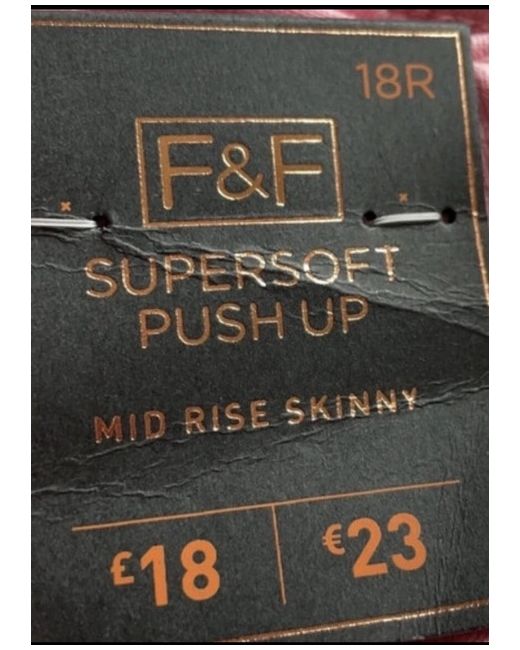 18R
F&F
SUPERSOFT
PUSH UP
MID RISE SKINNY
£18
€23